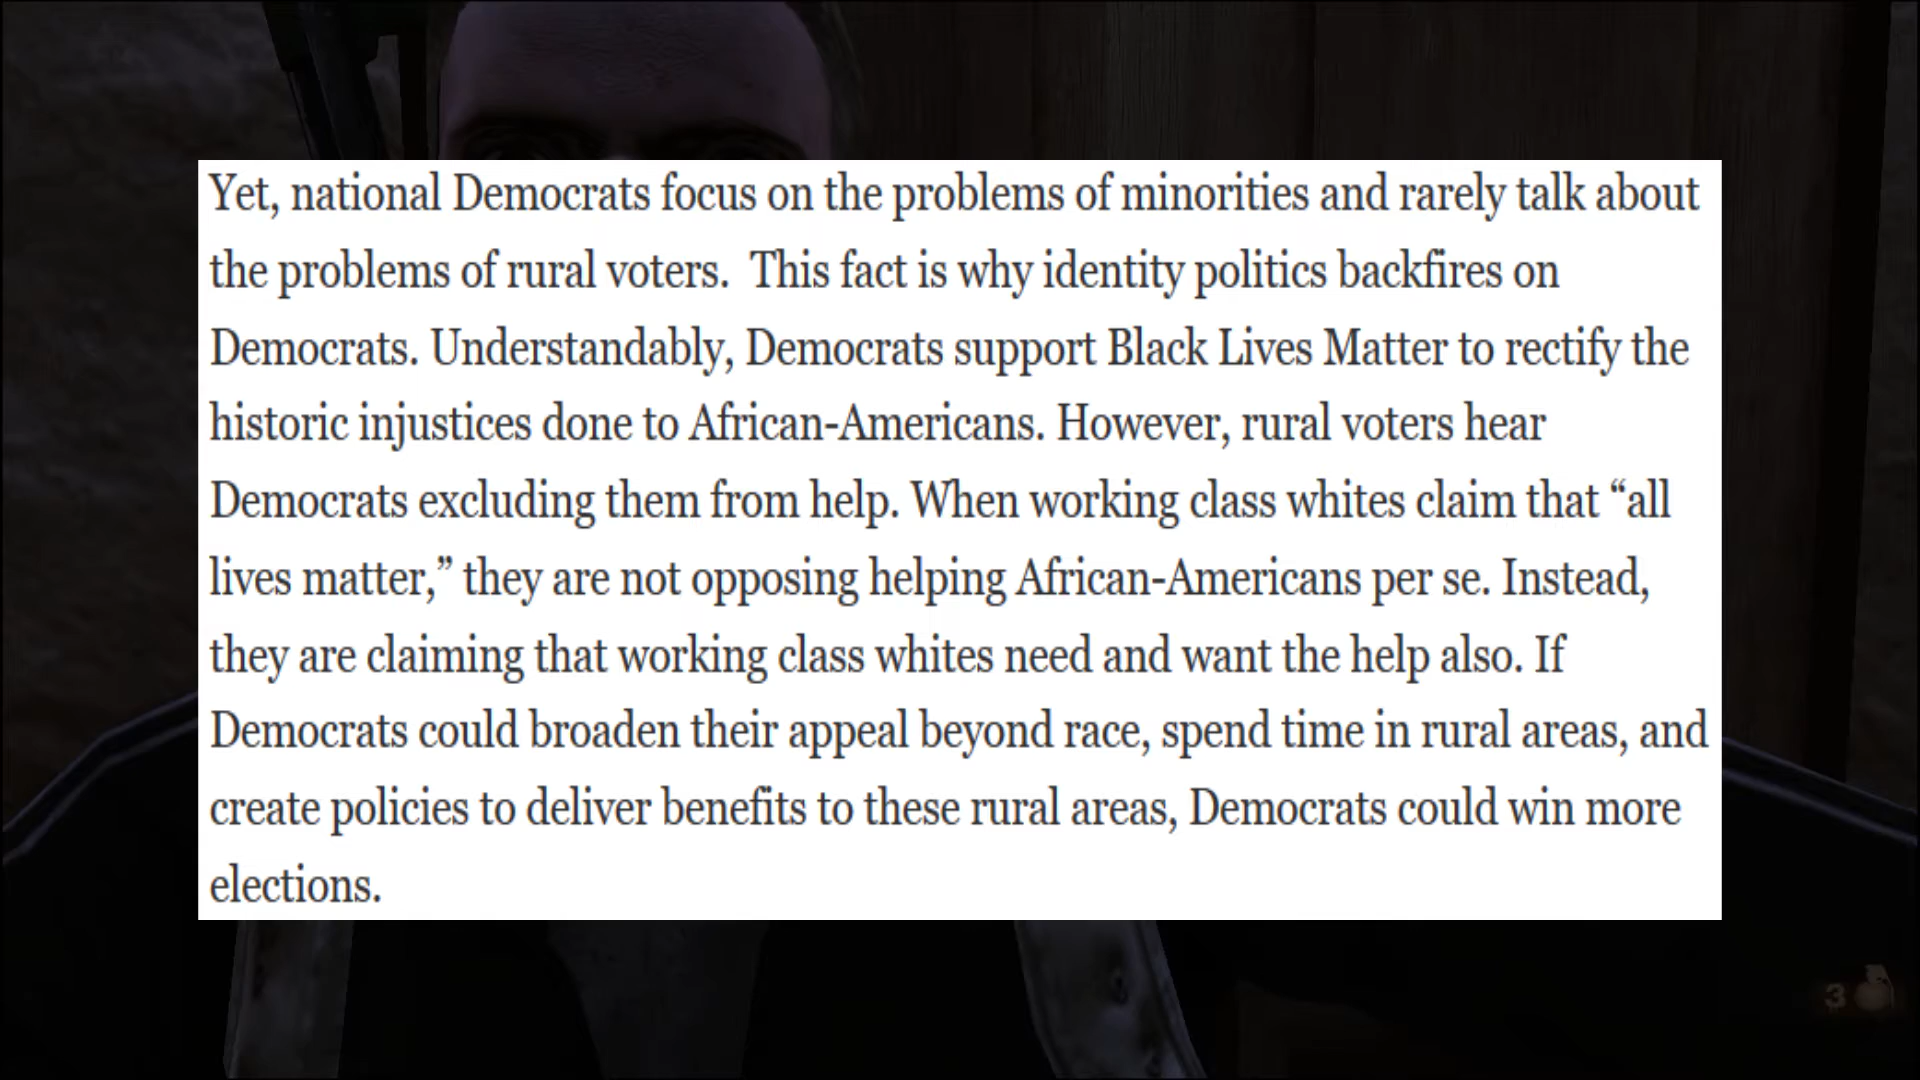 Yet, national Democrats focus on the problems of minorities and rarely talk about
the problems of rural voters.  This fact is why identity politics backfires on
Democrats. Understandably, Democrats support Black Lives Matter to rectify the
historic injustices done to African-Americans. However, rural voters hear
Democrats excluding them from help. When working class whites claim that “all
lives matter,” they are not opposing helping African-Americans per se. Instead,
they are claiming that working class whites need and want the help also. If
Democrats could broaden their appeal beyond race, spend time in rural areas, and
create policies to deliver benefits to these rural areas, Democrats could win more
elections.
3